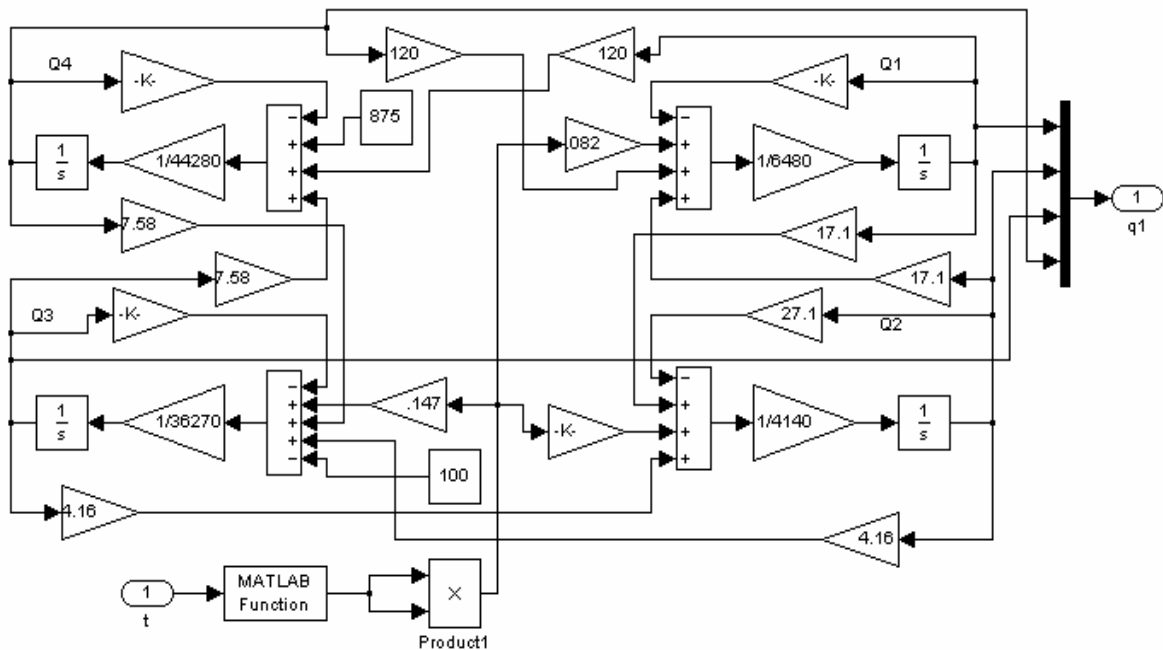 120
120
Q4
-K-
-K-
Q1
875
.082
1
s
1/44280
1/6480
1
s
1
q1
7.58
17.1
7.58
17.1
Q3
-K-
27.1
Q2
.147
1
s
1/36270
-K-
1/4140
1
s
100
4.16
4.16
1
t
MATLAB
Function
×
Product1
− + + +
− + + +
− + + + −
− + + +